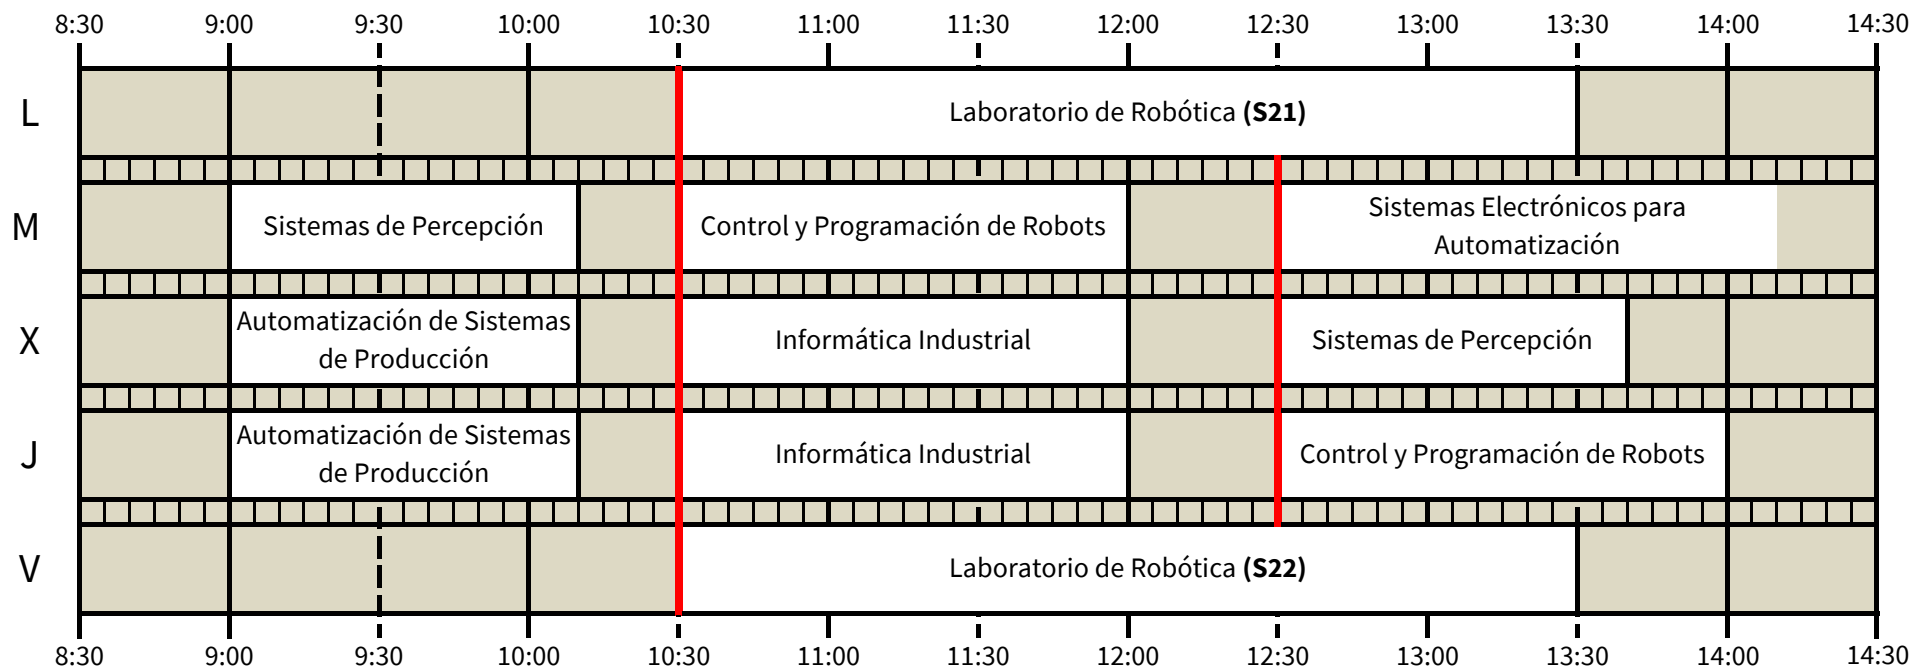 8:30 9:00 9:30 10:00 10:30 11:00 11:30 12:00 12:30 13:00 13:30 14:00 14:30
L
Laboratorio de Robótica (S21)
M
Sistemas de Percepción
Control y Programación de Robots
Sistemas Electrónicos para
Automatización
X
Automatización de Sistemas
de Producción
Informática Industrial
Sistemas de Percepción
J
Automatización de Sistemas
de Producción
Informática Industrial
Control y Programación de Robots
V
Laboratorio de Robótica (S22)
8:30 9:00 9:30 10:00 10:30 11:00 11:30 12:00 12:30 13:00 13:30 14:00 14:30